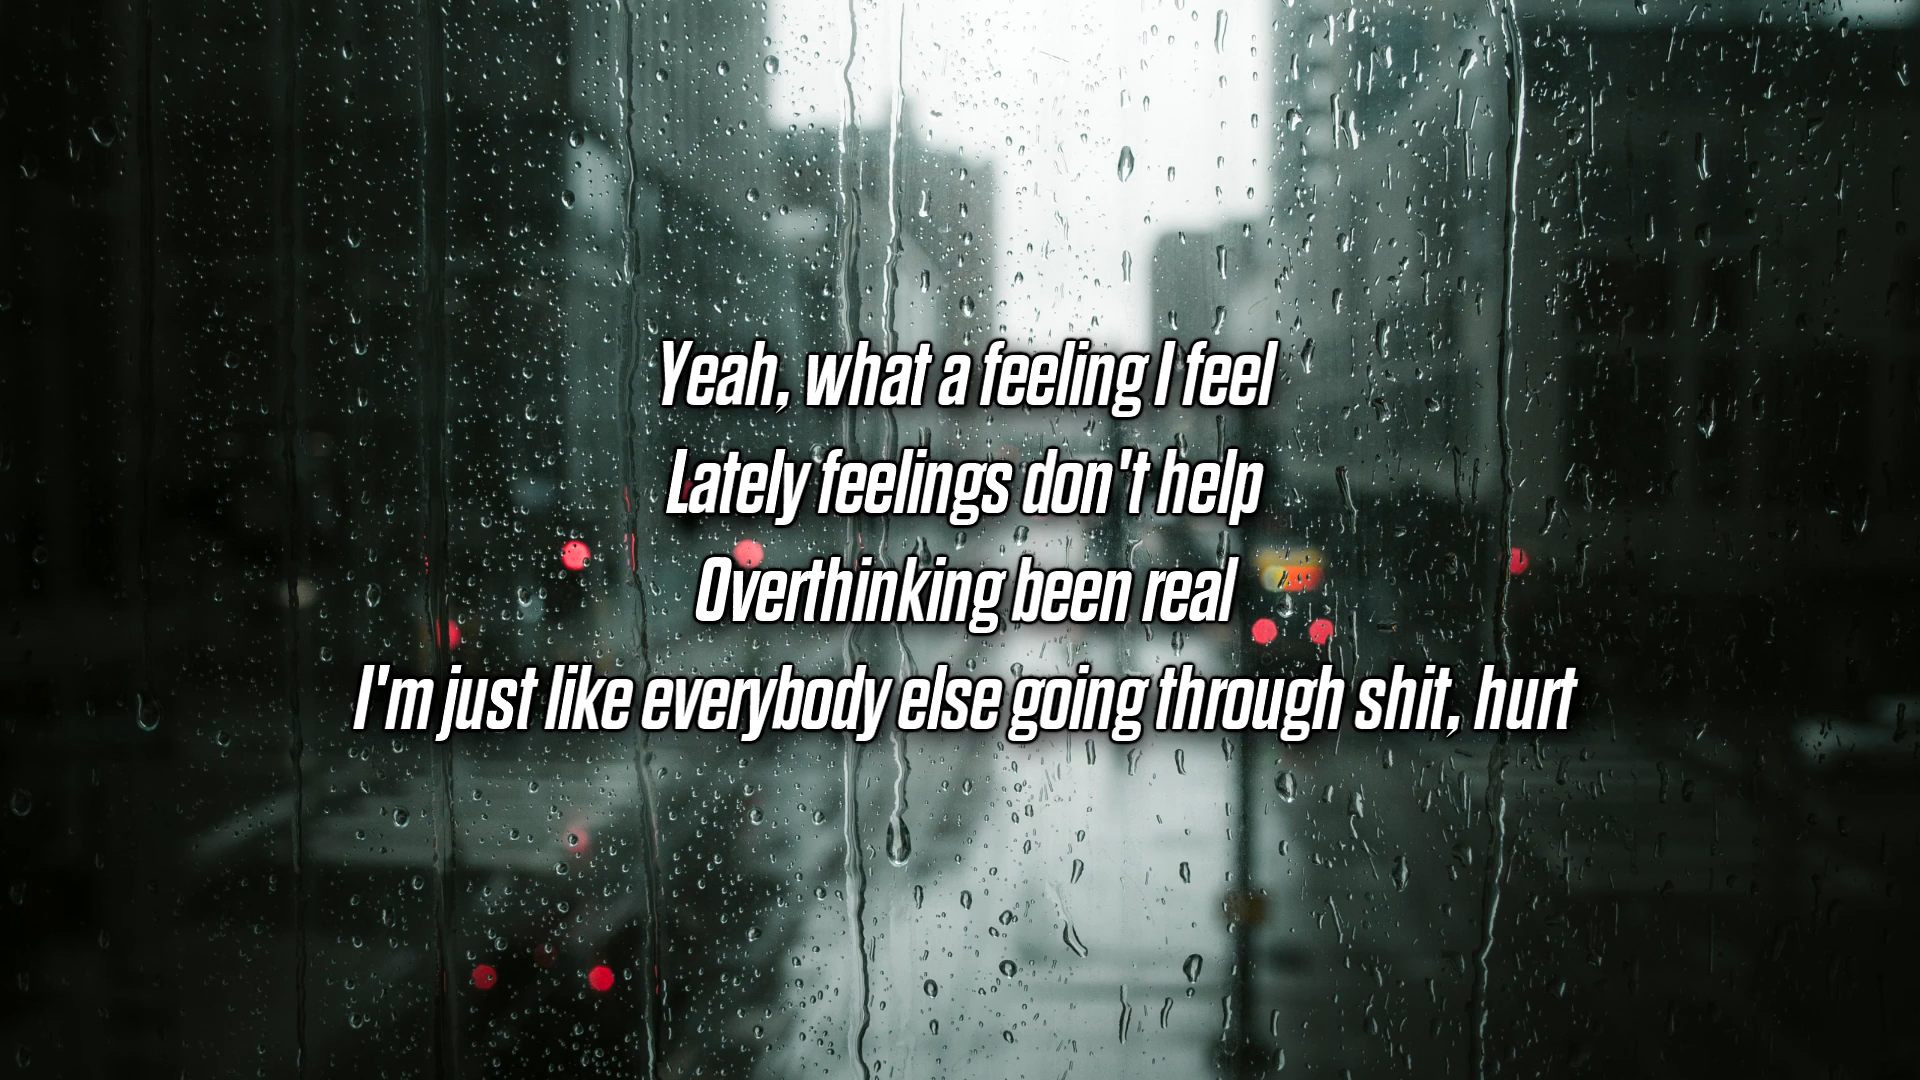 Yeah, what a feeling I feel
Lately feelings don't help
Overthinking been real
I'm just like everybody else going through shit, hurt